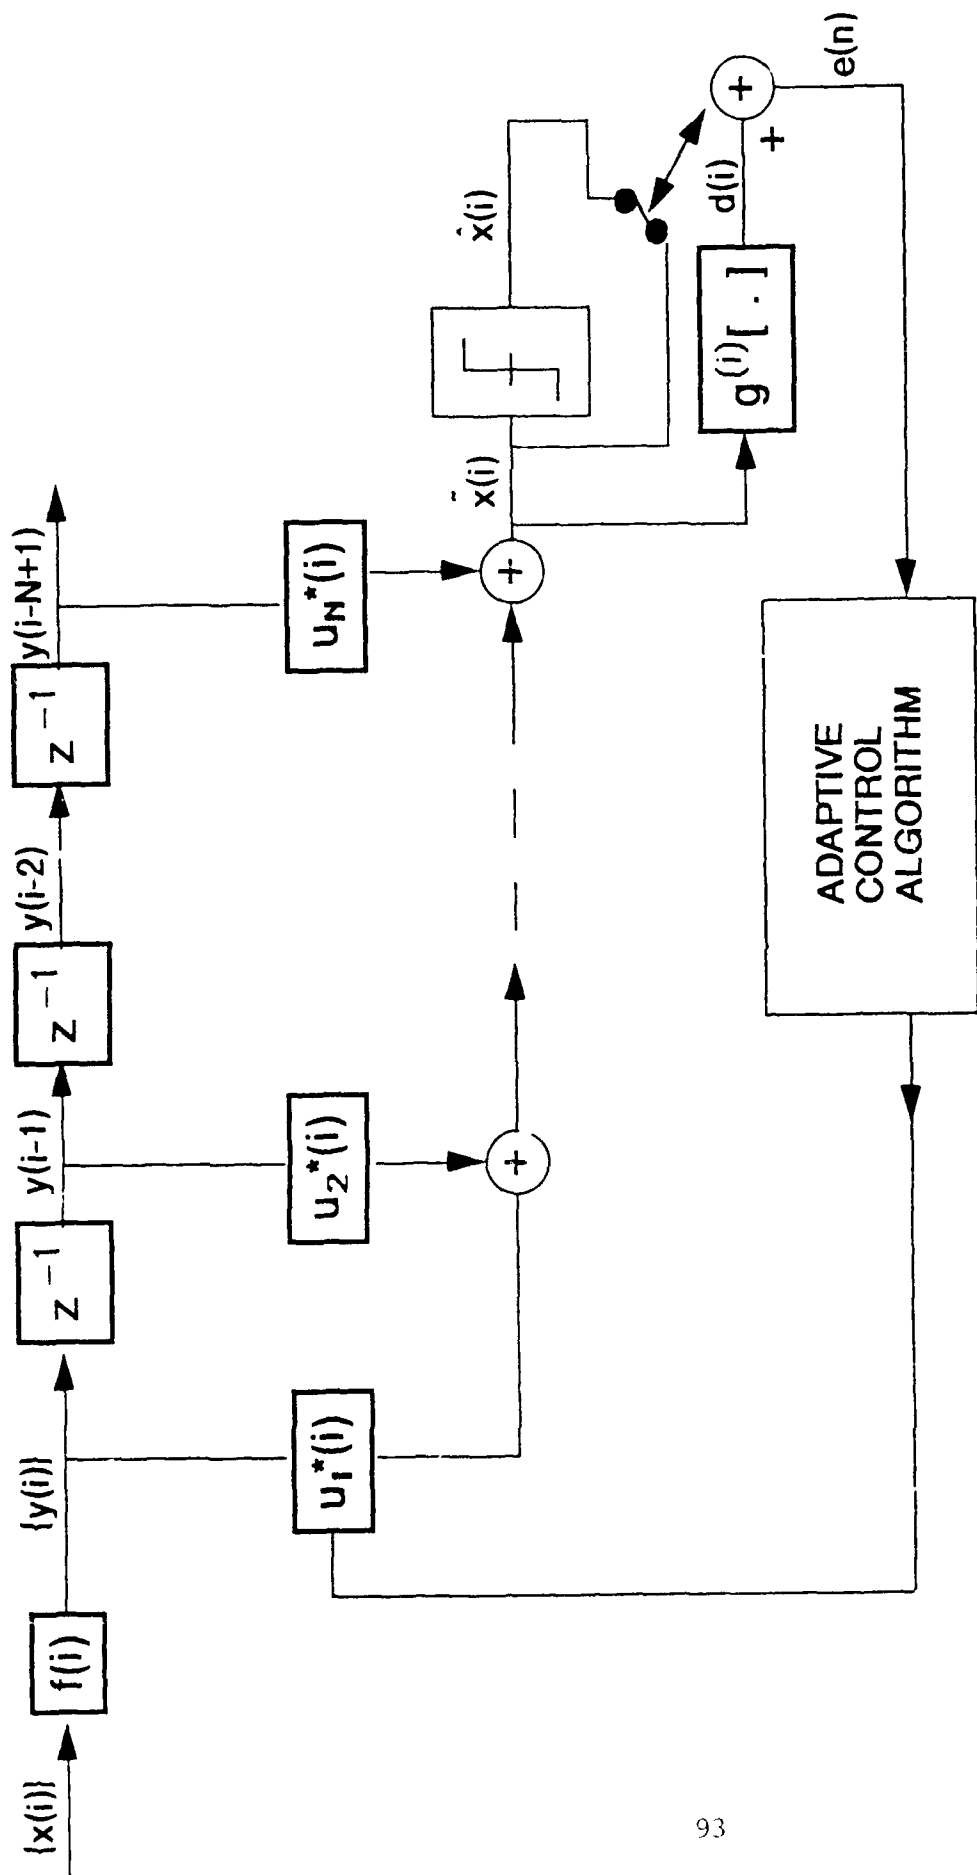 {x(i)}
f(i)
{y(i)}
z⁻¹
y(i-1)
z⁻¹
y(i-2)
z⁻¹
y(i-N+1)
u₁*(i)
u₂*(i)
u_N*(i)
+
+
x̃(i)
x̂(i)
g⁽ⁱ⁾[ . ]
d(i)
+
+
e(n)
ADAPTIVE
CONTROL
ALGORITHM
93